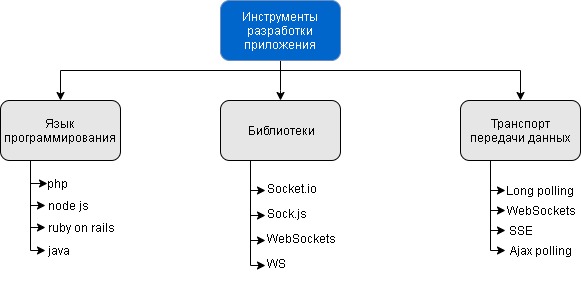 Инструменты
разработки
приложения
Язык
программирования
php
node js
ruby on rails
java
Библиотеки
Socket.io
Sock.js
WebSockets
WS
Транспорт
передачи данных
Long polling
WebSockets
SSE
Ajax polling